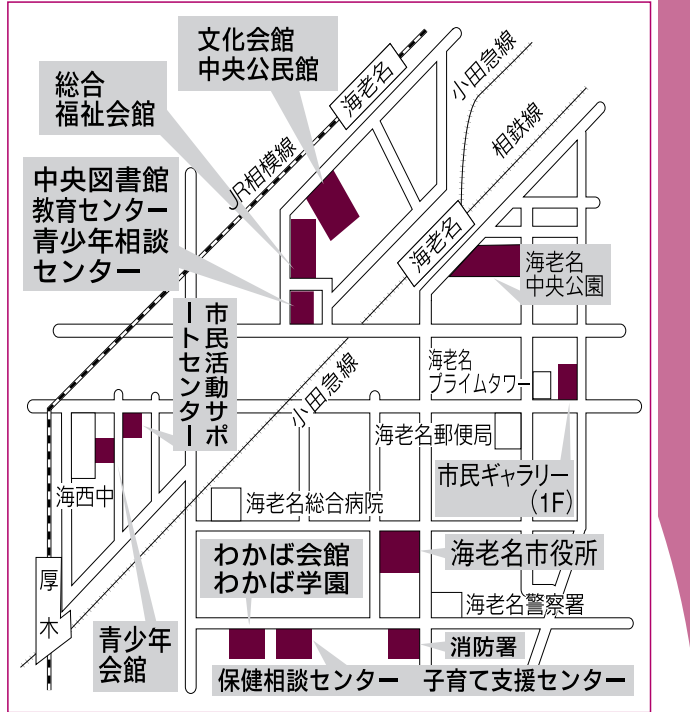 文化会館
中央公民館
総合
福祉会館
海老名
小田急線
相鉄線
JR相模線
中央図書館
教育センター
青少年相談
センター
海老名
海老名
中央公園
市民活動サポ
ートセンター
小田急線
海老名
プライムタワー
海老名郵便局
市民ギャラリー
(1F)
海西中
海老名総合病院
わかば会館
わかば学園
海老名市役所
厚木
海老名警察署
青少年
会館
消防署
保健相談センター
子育て支援センター